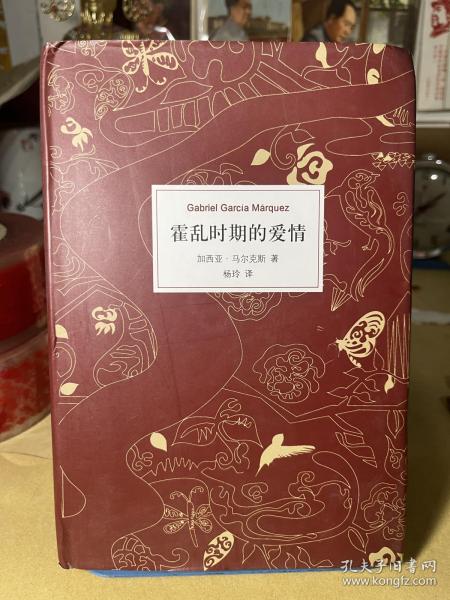 Gabriel García Márquez
霍乱时期的爱情
加西亚·马尔克斯 著
杨玲 译
孔夫子旧书网
www.kongfz.com